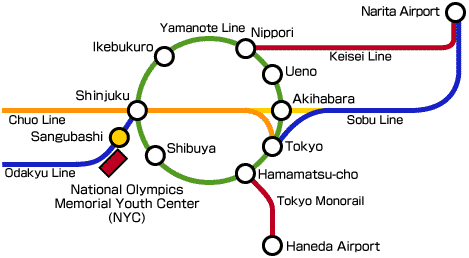 Narita Airport
Yamanote Line
Nippori
Ikebukuro
Keisei Line
Ueno
Shinjuku
Akihabara
Chuo Line
Sobu Line
Sangubashi
Tokyo
Shibuya
Odakyu Line
Hamamatsu-cho
National Olympics
Memorial Youth Center
(NYC)
Tokyo Monorail
Haneda Airport